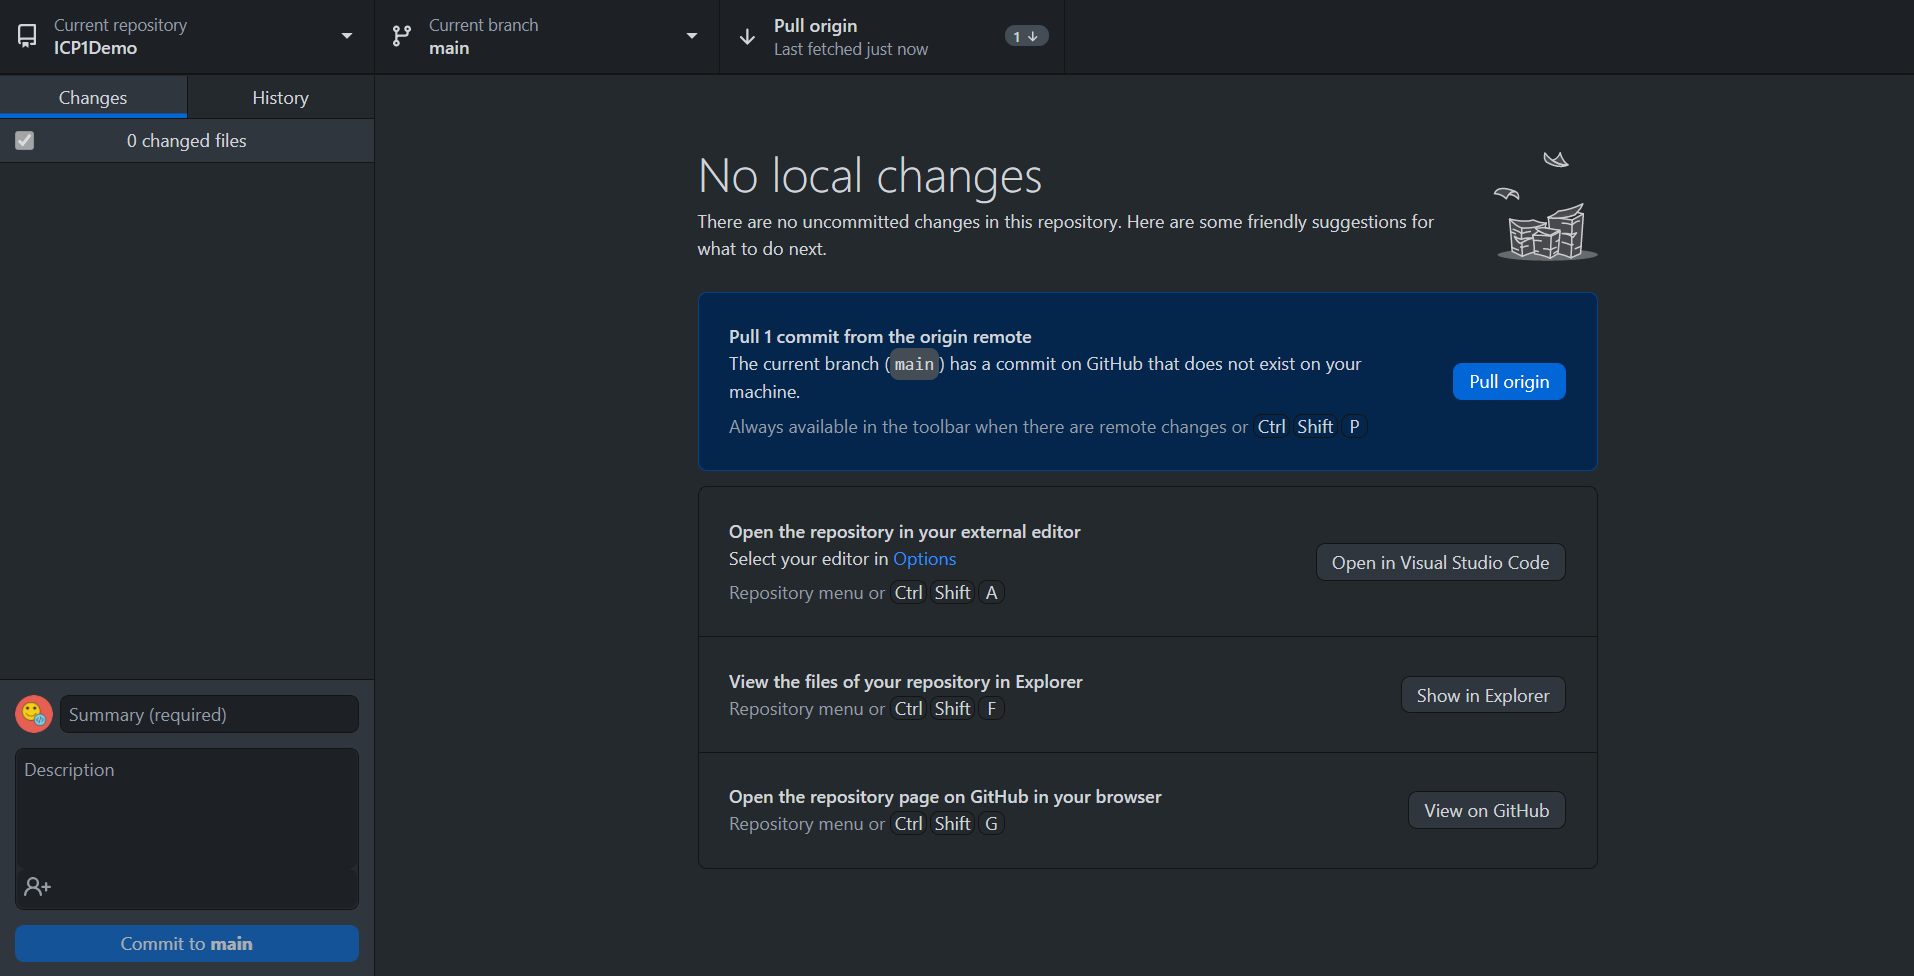 Current repository
ICP1Demo
Current branch
main
Pull origin
Last fetched just now
1
Changes
History
0 changed files
No local changes
There are no uncommitted changes in this repository. Here are some friendly suggestions for
what to do next.
Pull 1 commit from the origin remote
The current branch (main) has a commit on GitHub that does not exist on your
machine.
Always available in the toolbar when there are remote changes or Ctrl Shift P
Pull origin
Open the repository in your external editor
Select your editor in Options
Repository menu or Ctrl Shift A
Open in Visual Studio Code
View the files of your repository in Explorer
Repository menu or Ctrl Shift F
Show in Explorer
Open the repository page on GitHub in your browser
Repository menu or Ctrl Shift G
View on GitHub
Summary (required)
Description
Commit to main